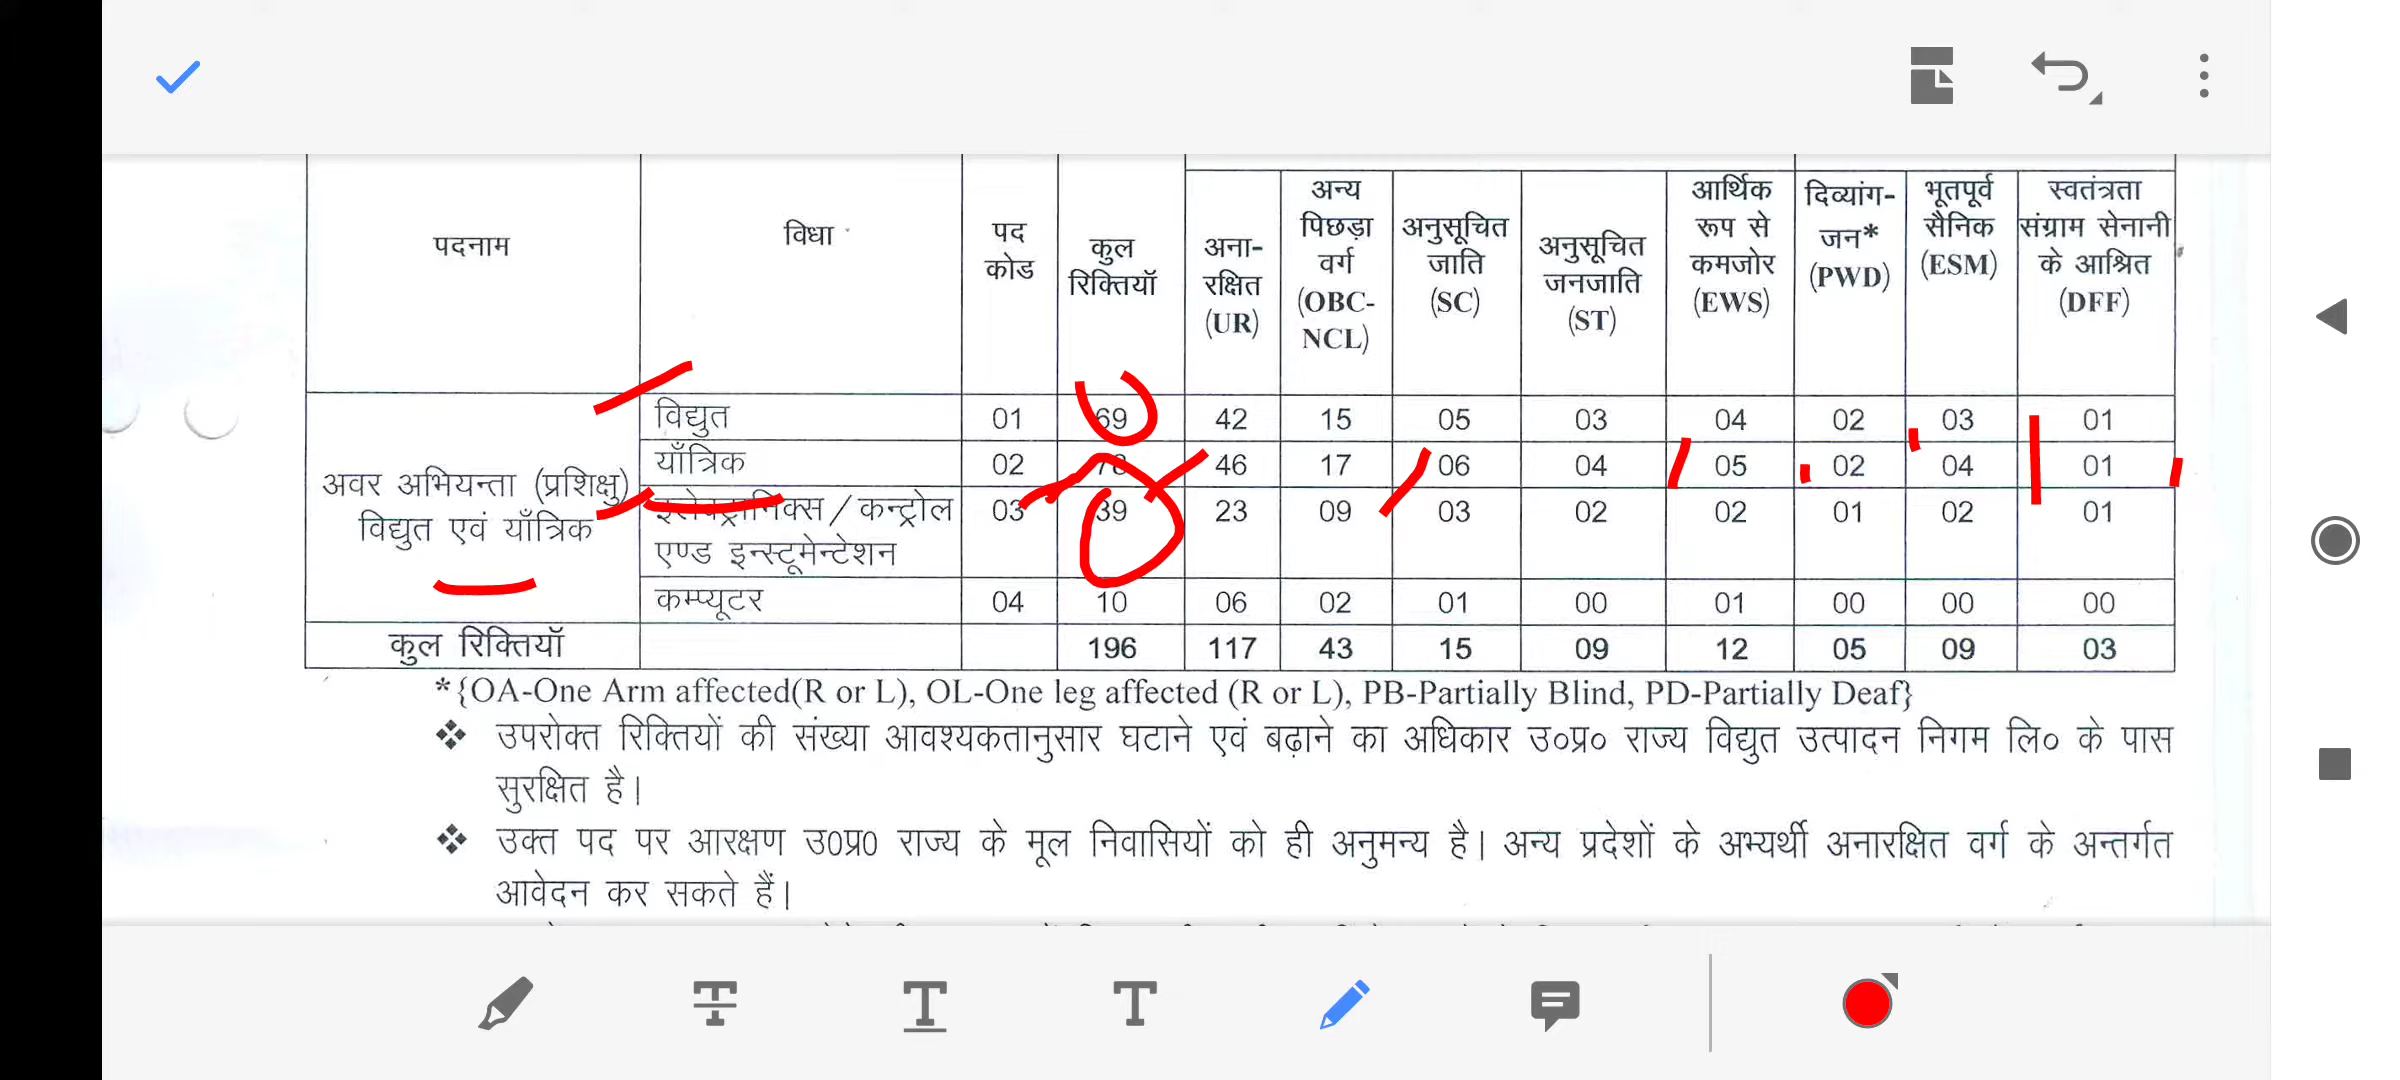 पदनाम विधा पद कोड कुल रिक्तियॉ अना-रक्षित (UR) अन्य पिछड़ा वर्ग (OBC-NCL) अनुसूचित जाति (SC) अनुसूचित जनजाति (ST) आर्थिक रूप से कमजोर (EWS) दिव्यांग-जन* (PWD) भूतपूर्व सैनिक (ESM) स्वतंत्रता संग्राम सेनानी के आश्रित (DFF)
अवर अभियन्ता (प्रशिक्षु) विद्युत एवं याँत्रिक
विद्युत 01 69 42 15 05 03 04 02 03 01
याँत्रिक 02 78 46 17 06 04 05 02 04 01
इलेक्ट्रानिक्स / कन्ट्रोल एण्ड इन्स्टूमेन्टेशन 03 39 23 09 03 02 02 01 02 01
कम्प्यूटर 04 10 06 02 01 00 01 00 00 00
कुल रिक्तियॉ 196 117 43 15 09 12 05 09 03
*{OA-One Arm affected(R or L), OL-One leg affected (R or L), PB-Partially Blind, PD-Partially Deaf}
❖ उपरोक्त रिक्तियों की संख्या आवश्यकतानुसार घटाने एवं बढ़ाने का अधिकार उ०प्र० राज्य विद्युत उत्पादन निगम लि० के पास
सुरक्षित है।
❖ उक्त पद पर आरक्षण उ0प्र0 राज्य के मूल निवासियों को ही अनुमन्य है। अन्य प्रदेशों के अभ्यर्थी अनारक्षित वर्ग के अन्तर्गत
आवेदन कर सकते हैं।